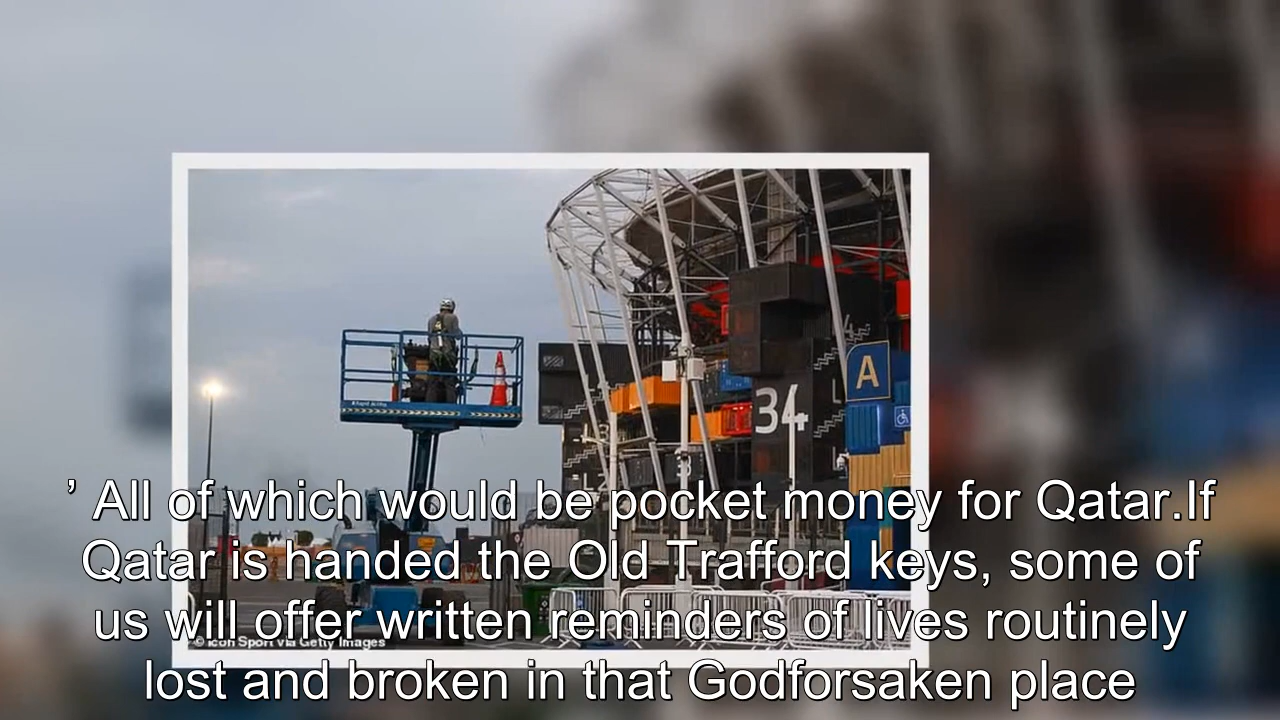 A
34
’ All of which would be pocket money for Qatar.If
Qatar is handed the Old Trafford keys, some of
us will offer written reminders of lives routinely
© Icon Sport via Getty Images
lost and broken in that Godforsaken place